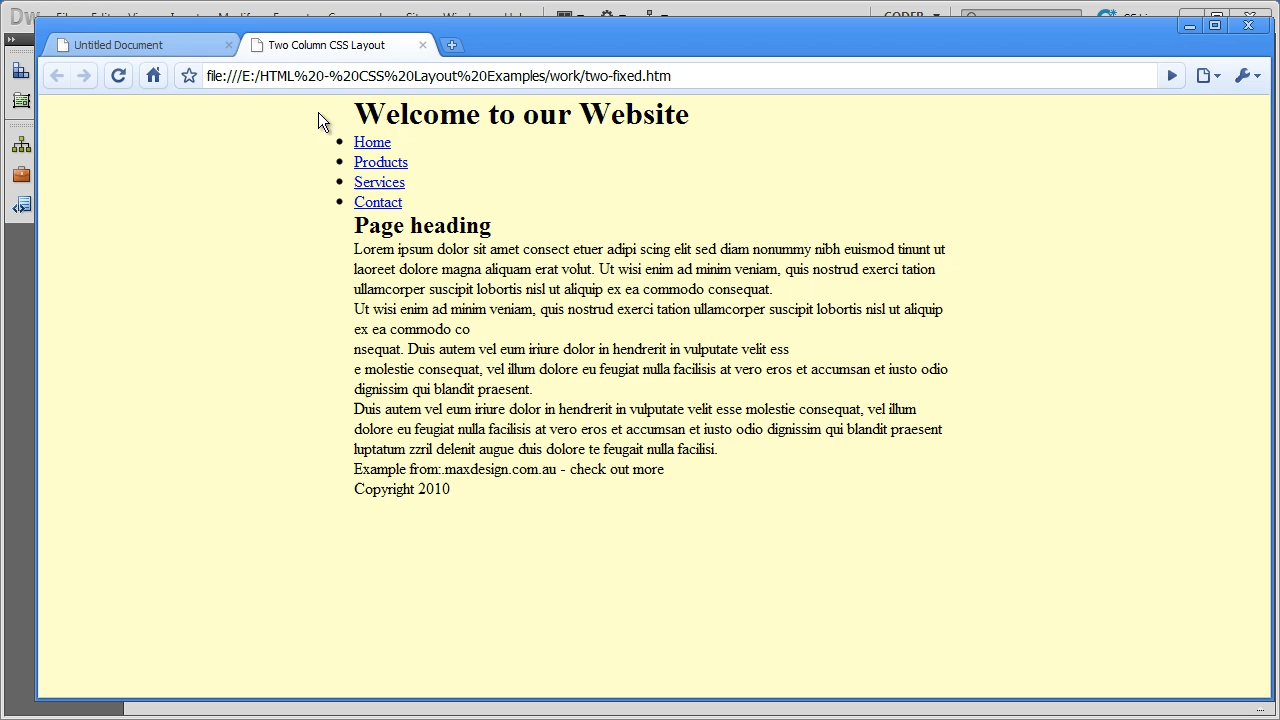 Dw
CODER
Untitled Document
Two Column CSS Layout
file:///E:/HTML%20-%20CSS%20Layout%20Examples/work/two-fixed.htm
Welcome to our Website
Home
Products
Services
Contact
Page heading
Lorem ipsum dolor sit amet consect etuer adipi scing elit sed diam nonummy nibh euismod tinunt ut
laoreet dolore magna aliquam erat volut. Ut wisi enim ad minim veniam, quis nostrud exerci tation
ullamcorper suscipit lobortis nisl ut aliquip ex ea commodo consequat.
Ut wisi enim ad minim veniam, quis nostrud exerci tation ullamcorper suscipit lobortis nisl ut aliquip
ex ea commodo co
nsequat. Duis autem vel eum iriure dolor in hendrerit in vulputate velit ess
e molestie consequat, vel illum dolore eu feugiat nulla facilisis at vero eros et accumsan et iusto odio
dignissim qui blandit praesent.
Duis autem vel eum iriure dolor in hendrerit in vulputate velit esse molestie consequat, vel illum
dolore eu feugiat nulla facilisis at vero eros et accumsan et iusto odio dignissim qui blandit praesent
luptatum zzril delenit augue duis dolore te feugait nulla facilisi.
Example from:.maxdesign.com.au - check out more
Copyright 2010